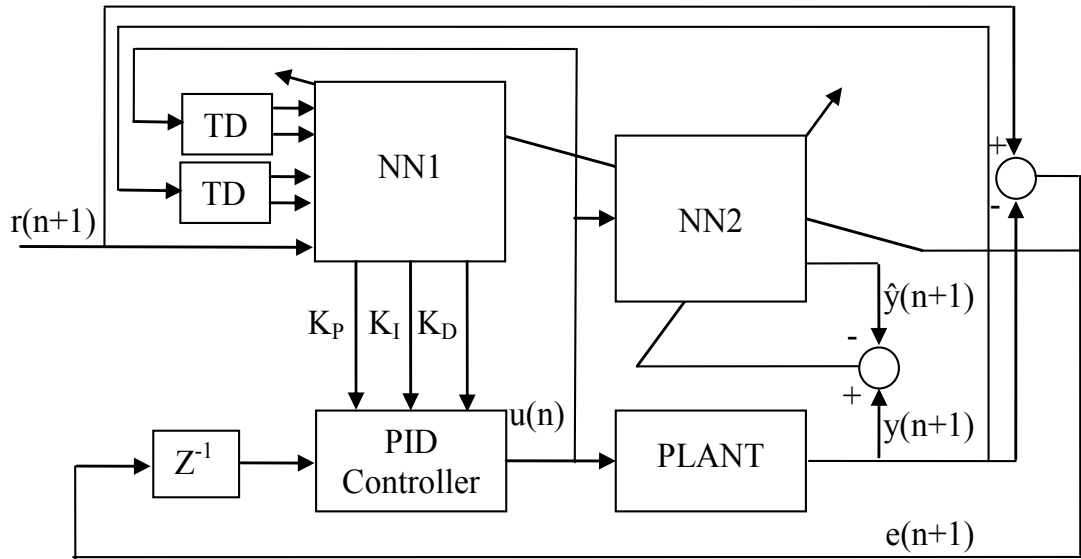 TD
NN1
+
TD
-
NN2
r(n+1)
ŷ(n+1)
K_P K_I K_D
-
+
u(n)
y(n+1)
Z⁻¹
PID
Controller
PLANT
e(n+1)